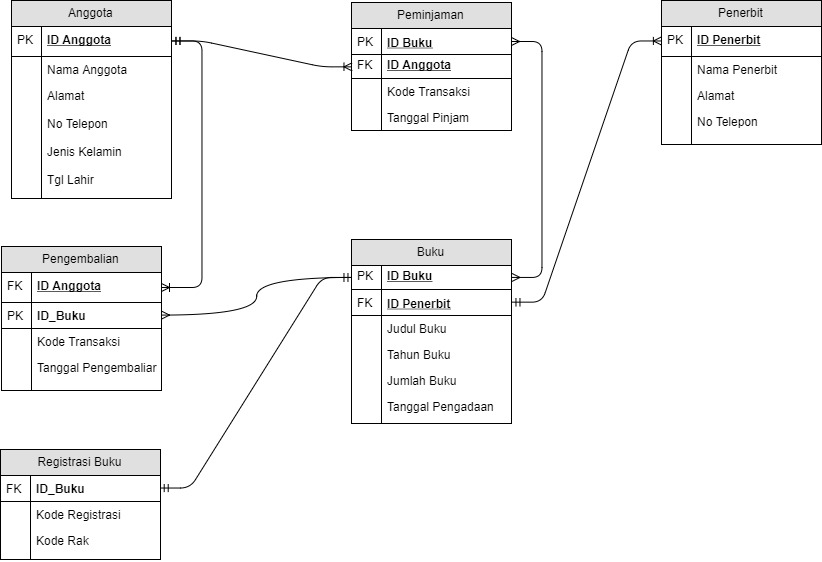 Anggota
PK ID Anggota
Nama Anggota
Alamat
No Telepon
Jenis Kelamin
Tgl Lahir
Peminjaman
PK ID Buku
FK ID Anggota
Kode Transaksi
Tanggal Pinjam
Penerbit
PK ID Penerbit
Nama Penerbit
Alamat
No Telepon
Pengembalian
FK ID Anggota
PK ID_Buku
Kode Transaksi
Tanggal Pengembaliar
Buku
PK ID Buku
FK ID Penerbit
Judul Buku
Tahun Buku
Jumlah Buku
Tanggal Pengadaan
Registrasi Buku
FK ID_Buku
Kode Registrasi
Kode Rak